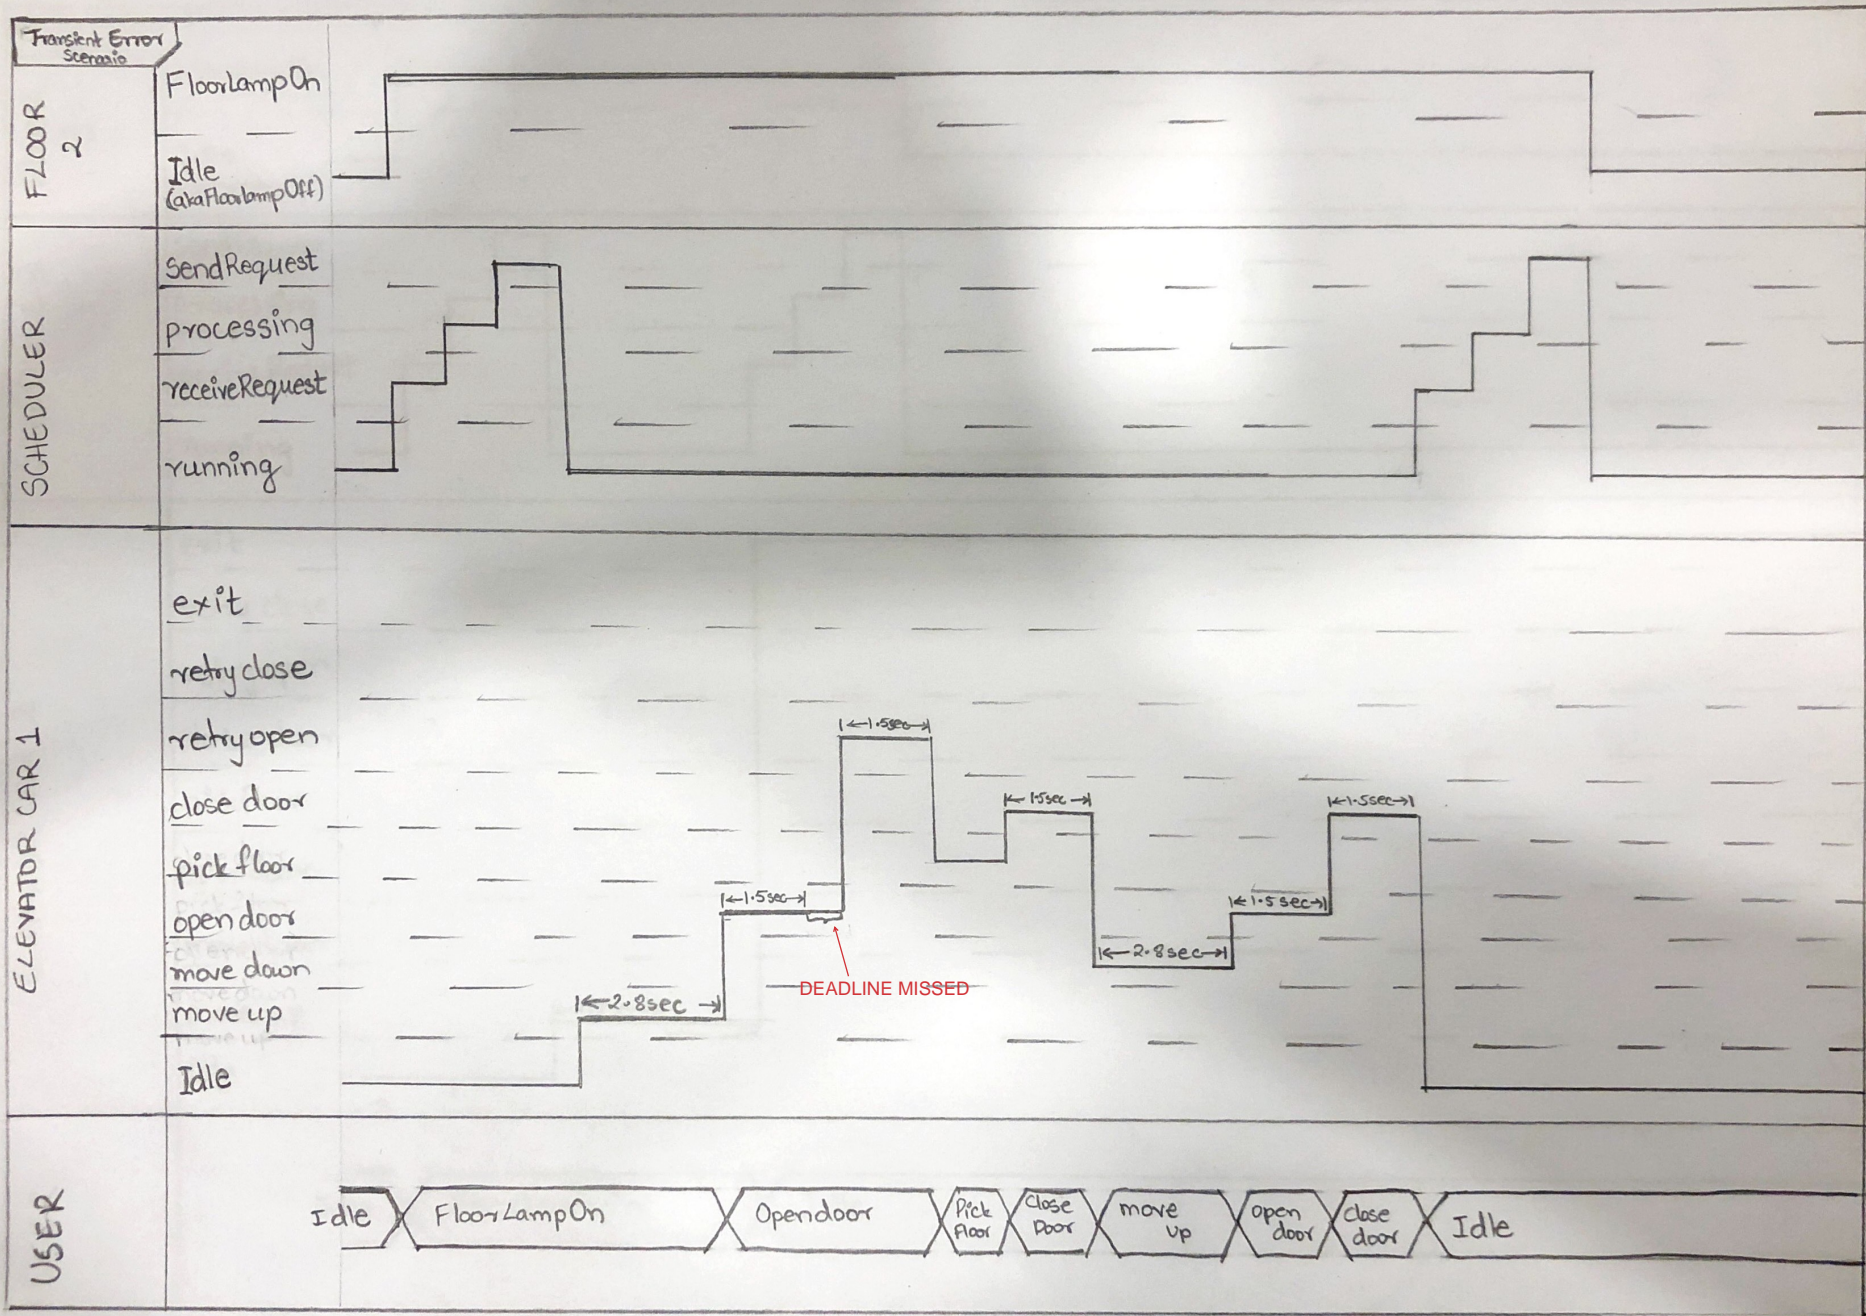 Transient Error
Scenario
FLOOR
2
FloorLampOn
Idle
(akaFloorlampOff)
SCHEDULER
SendRequest
processing
receiveRequest
running
ELEVATOR CAR 1
exit
retry close
retry open
close door
pick floor
open door
move down
move up
Idle
1.5sec
1.5sec
1.5sec
1.5sec
1.5sec
2.8sec
2.8sec
DEADLINE MISSED
USER
Idle
FloorLampOn
Opendoor
Pick
floor
Close
Door
move
up
open
door
close
door
Idle